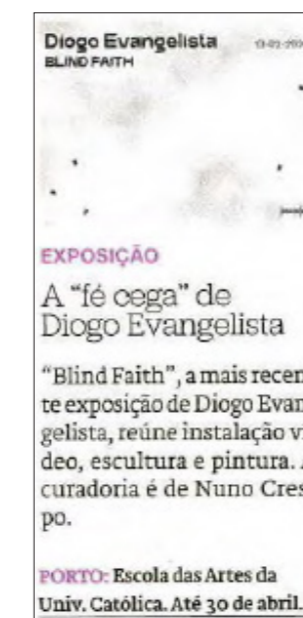 Diogo Evangelista
BLIND FAITH
EXPOSIÇÃO
A “fé cega” de
Diogo Evangelista
“Blind Faith”, a mais recen
te exposição de Diogo Evan
gelista, reúne instalação ví
deo, escultura e pintura.
curadoria é de Nuno Cres
po.
PORTO: Escola das Artes da
Univ. Católica. Até 30 de abril.